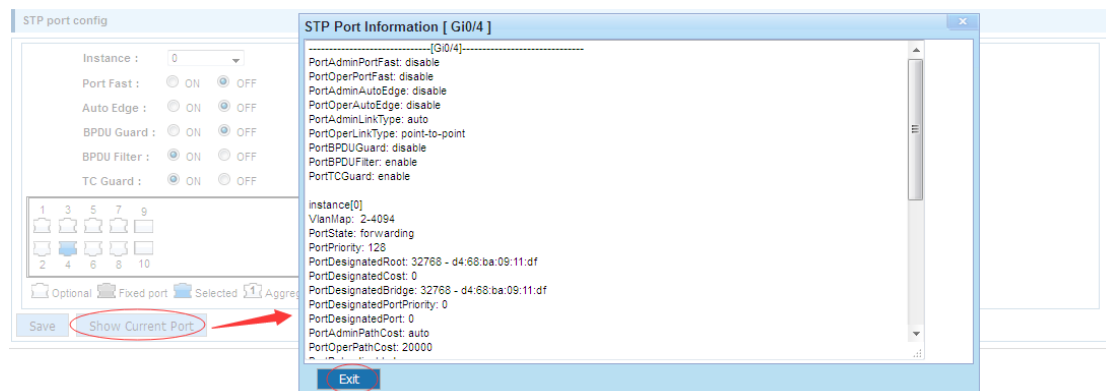 STP port config
Instance : 0
Port Fast : ON OFF
Auto Edge : ON OFF
BPDU Guard : ON OFF
BPDU Filter : ON OFF
TC Guard : ON OFF
1 3 5 7 9
2 4 6 8 10
Optional Fixed port Selected 1 Aggreg
Save Show Current Port
STP Port Information [ Gi0/4 ]
------------------------------[Gi0/4]------------------------------
PortAdminPortFast: disable
PortOperPortFast: disable
PortAdminAutoEdge: disable
PortOperAutoEdge: disable
PortAdminLinkType: auto
PortOperLinkType: point-to-point
PortBPDUGuard: disable
PortBPDUFilter: enable
PortTCGuard: enable
instance[0]
VlanMap: 2-4094
PortState: forwarding
PortPriority: 128
PortDesignatedRoot: 32768 - d4:68:ba:09:11:df
PortDesignatedCost: 0
PortDesignatedBridge: 32768 - d4:68:ba:09:11:df
PortDesignatedPortPriority: 0
PortDesignatedPort: 0
PortAdminPathCost: auto
PortOperPathCost: 20000
Exit